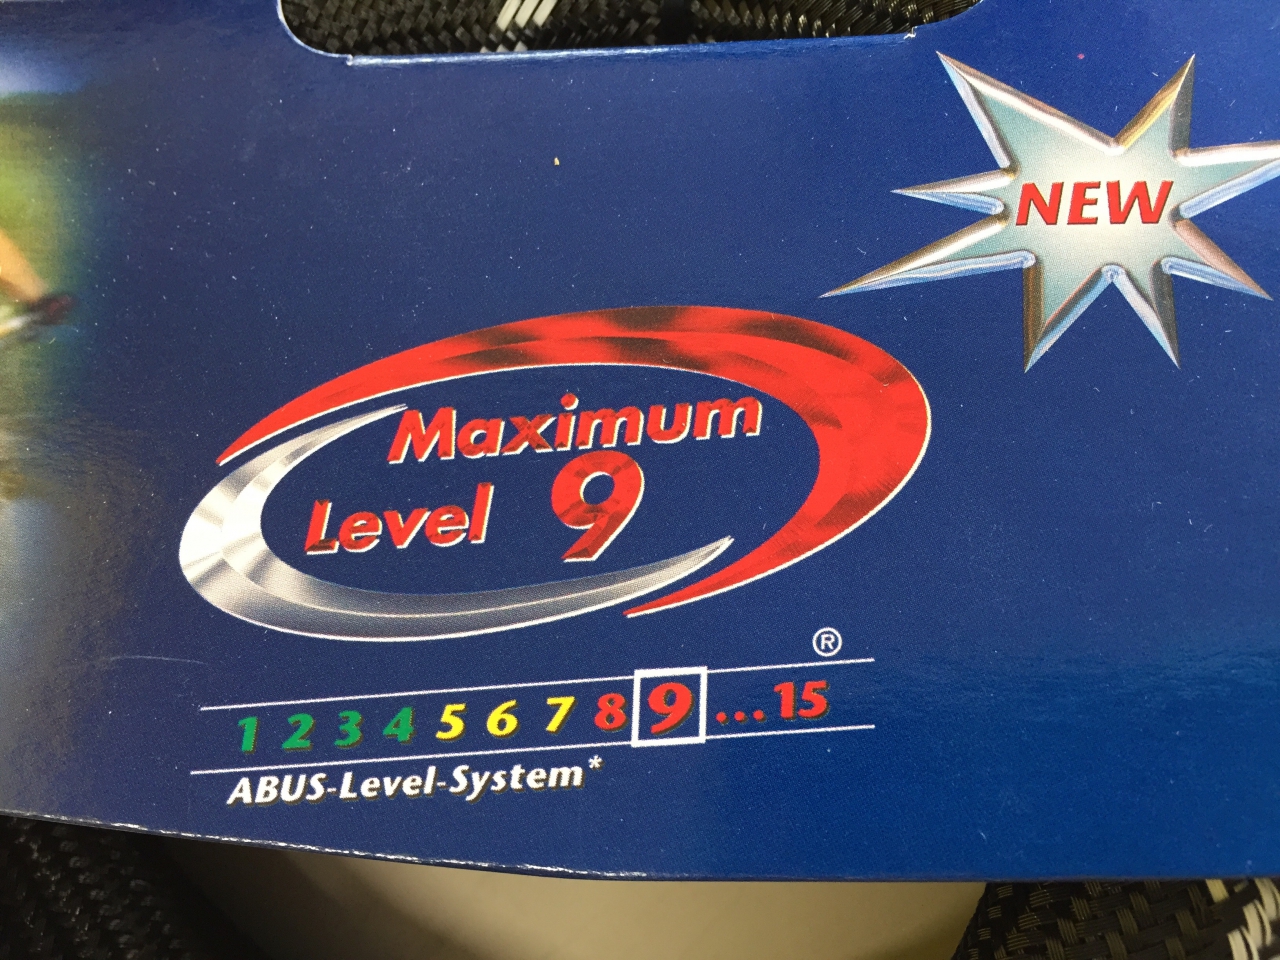 NEW
Maximum
Level 9
®
1 2 3 4 5 6 7 8 9 ... 15
ABUS-Level-System*